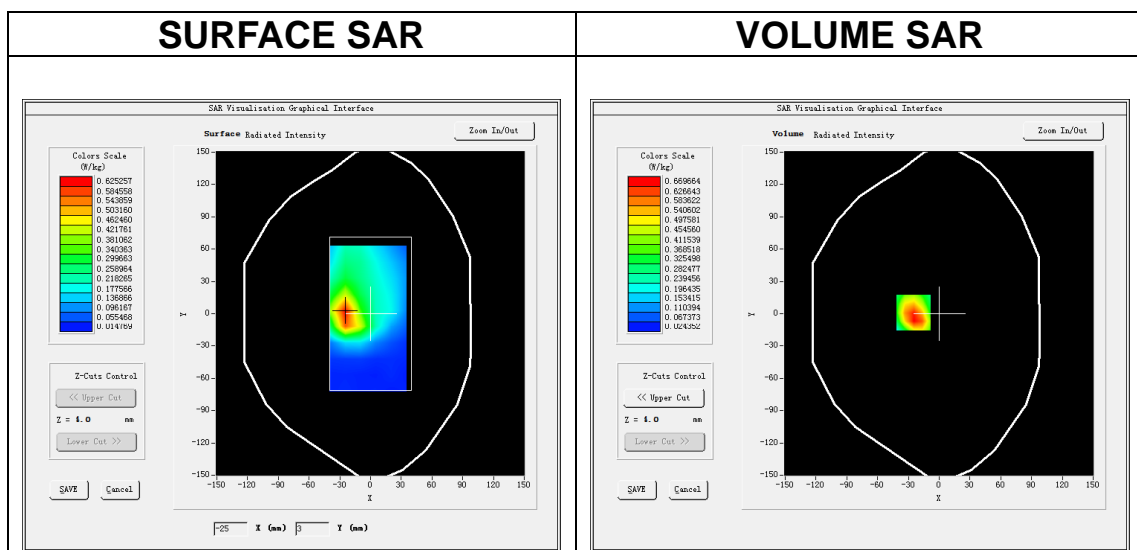 SURFACE SAR
VOLUME SAR
SAR Visualisation Graphical Interface
Surface Radiated Intensity
Zoom In/Out
Colors Scale
(W/kg)
0.625257
0.584558
0.543859
0.503160
0.462460
0.421761
0.381062
0.340363
0.299663
0.258964
0.218265
0.177566
0.136866
0.096167
0.055468
0.014769
Z-Cuts Control
<< Upper Cut
Z = 4.0 mm
Lower Cut >>
SAVE Cancel
150
120
90
60
30
0
-30
-60
-90
-120
-150
Y
-150 -120 -90 -60 -30 0 30 60 90 120 150
X
-25 X (mm) 3 Y (mm)
SAR Visualisation Graphical Interface
Volume Radiated Intensity
Zoom In/Out
Colors Scale
(W/kg)
0.669664
0.626643
0.583622
0.540602
0.497581
0.454560
0.411539
0.368518
0.325498
0.282477
0.239456
0.196435
0.153415
0.110394
0.067373
0.024352
Z-Cuts Control
<< Upper Cut
Z = 4.0 mm
Lower Cut >>
SAVE Cancel
150
120
90
60
30
0
-30
-60
-90
-120
-150
Y
-150 -120 -90 -60 -30 0 30 60 90 120 150
X